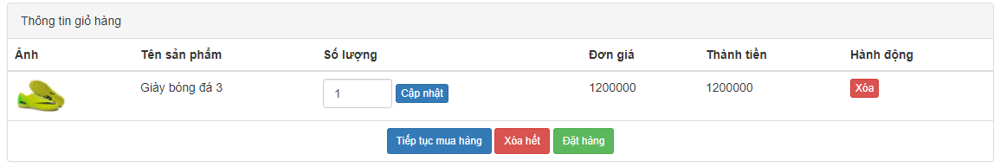 Thông tin giỏ hàng
Ảnh Tên sản phẩm Số lượng Đơn giá Thành tiền Hành động
Giày bóng đá 3 1 Cập nhật 1200000 1200000 Xóa
Tiếp tục mua hàng Xóa hết Đặt hàng